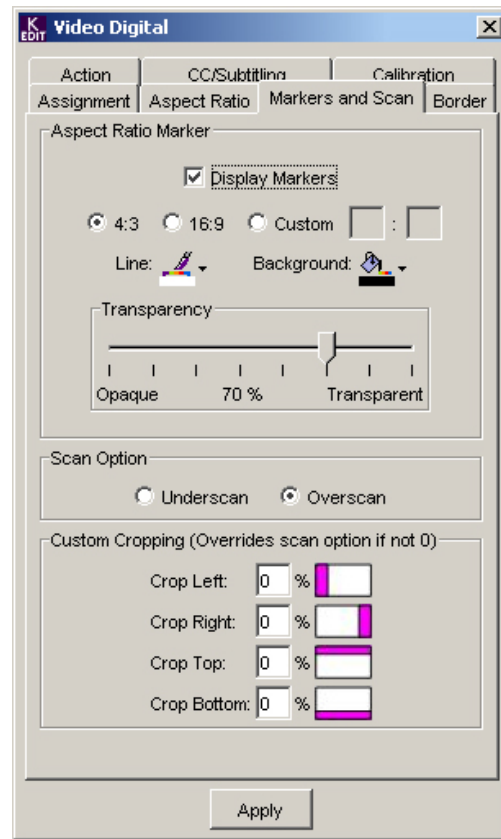 K EDIT Video Digital
Action CC/Subtitling Calibration
Assignment Aspect Ratio Markers and Scan Border
Aspect Ratio Marker
Display Markers
4:3 16:9 Custom :
Line: Background:
Transparency
Opaque 70 % Transparent
Scan Option
Underscan Overscan
Custom Cropping (Overrides scan option if not 0)
Crop Left: 0 %
Crop Right: 0 %
Crop Top: 0 %
Crop Bottom: 0 %
Apply